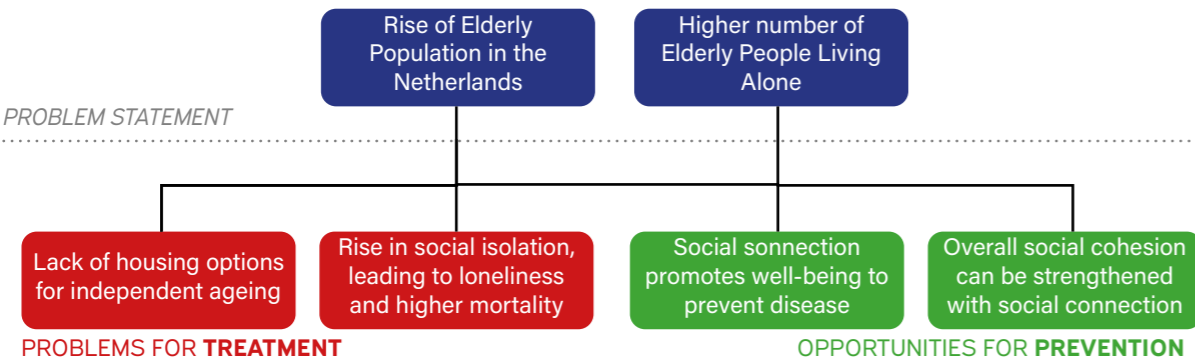 Rise of Elderly
Population in the
Netherlands
Higher number of
Elderly People Living
Alone
PROBLEM STATEMENT
Lack of housing options
for independent ageing
Rise in social isolation,
leading to loneliness
and higher mortality
Social sonnection
promotes well-being to
prevent disease
Overall social cohesion
can be strengthened
with social connection
PROBLEMS FOR TREATMENT
OPPORTUNITIES FOR PREVENTION